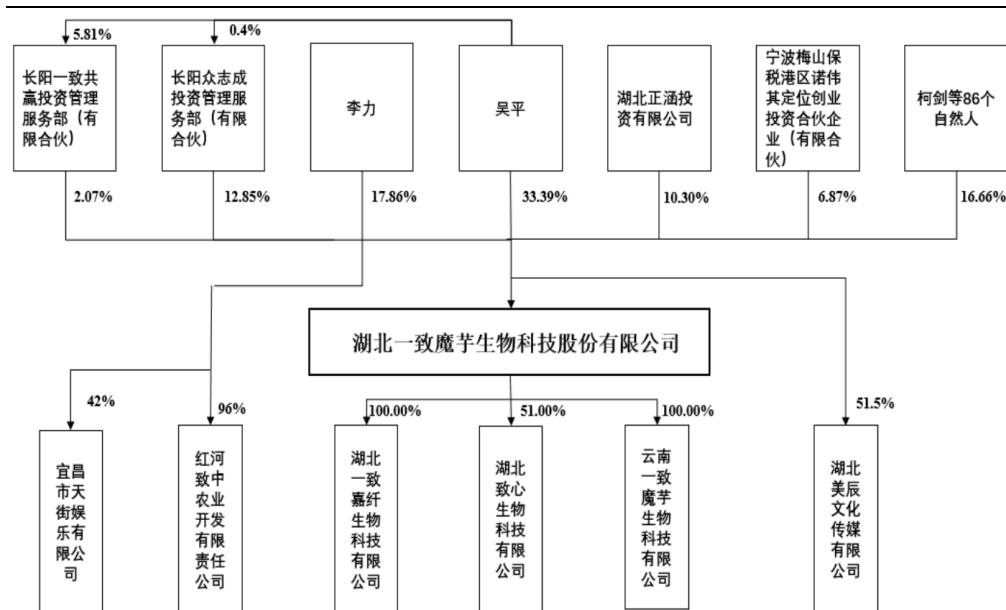 5.81%
0.4%
长阳一致共
赢投资管理
服务部（有
限合伙）
长阳众志成
投资管理服
务部（有限
合伙）
李力
吴平
湖北正涵投
资有限公司
宁波梅山保
税港区诺伟
其定位创业
投资合伙企
业（有限合
伙）
柯剑等86个
自然人
2.07%
12.85%
17.86%
33.39%
10.30%
6.87%
16.66%
湖北一致魔芋生物科技股份有限公司
42%
96%
100.00%
51.00%
100.00%
51.5%
宜昌
市天
街娱
乐有
限公
司
红河
致中
农业
开发
有限
责任
公司
湖北
一致
嘉纤
生物
科技
有限
公司
湖北
致心
生物
科技
有限
公司
云南
一致
魔芋
生物
科技
有限
公司
湖北
美辰
文化
传媒
有限
公司